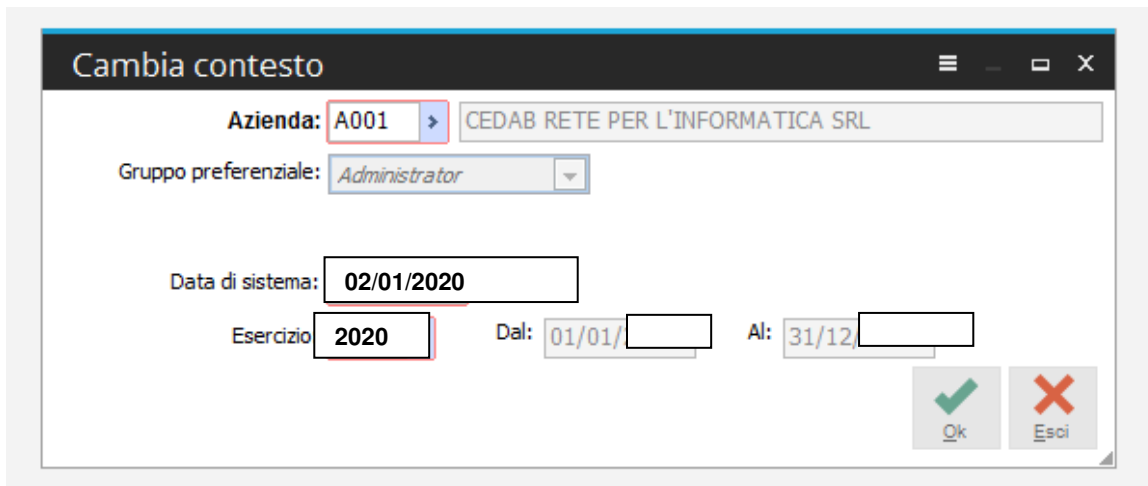 Cambia contesto
Azienda: A001 CEDAB RETE PER L'INFORMATICA SRL
Gruppo preferenziale: Administrator
Data di sistema: 02/01/2020
Esercizio 2020 Dal: 01/01/ Al: 31/12/
Ok Esci